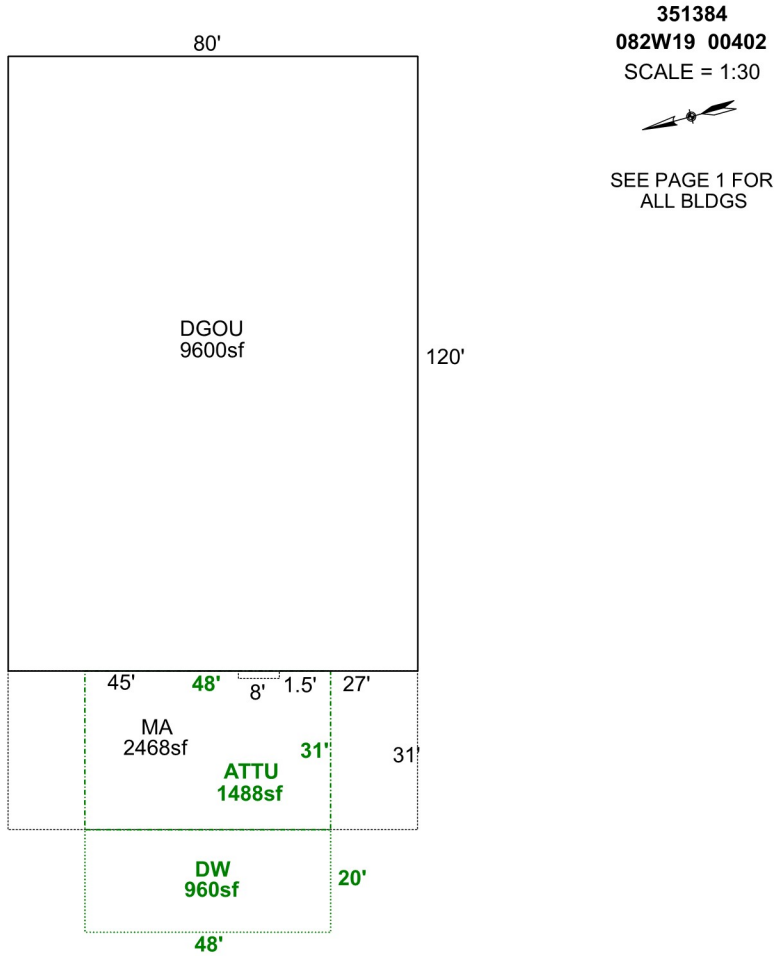 351384
082W19 00402
SCALE = 1:30
SEE PAGE 1 FOR
ALL BLDGS
80'
DGOU
9600sf
120'
45'
48'
8'
1.5'
27'
MA
2468sf
31'
31'
ATTU
1488sf
DW
960sf
20'
48'